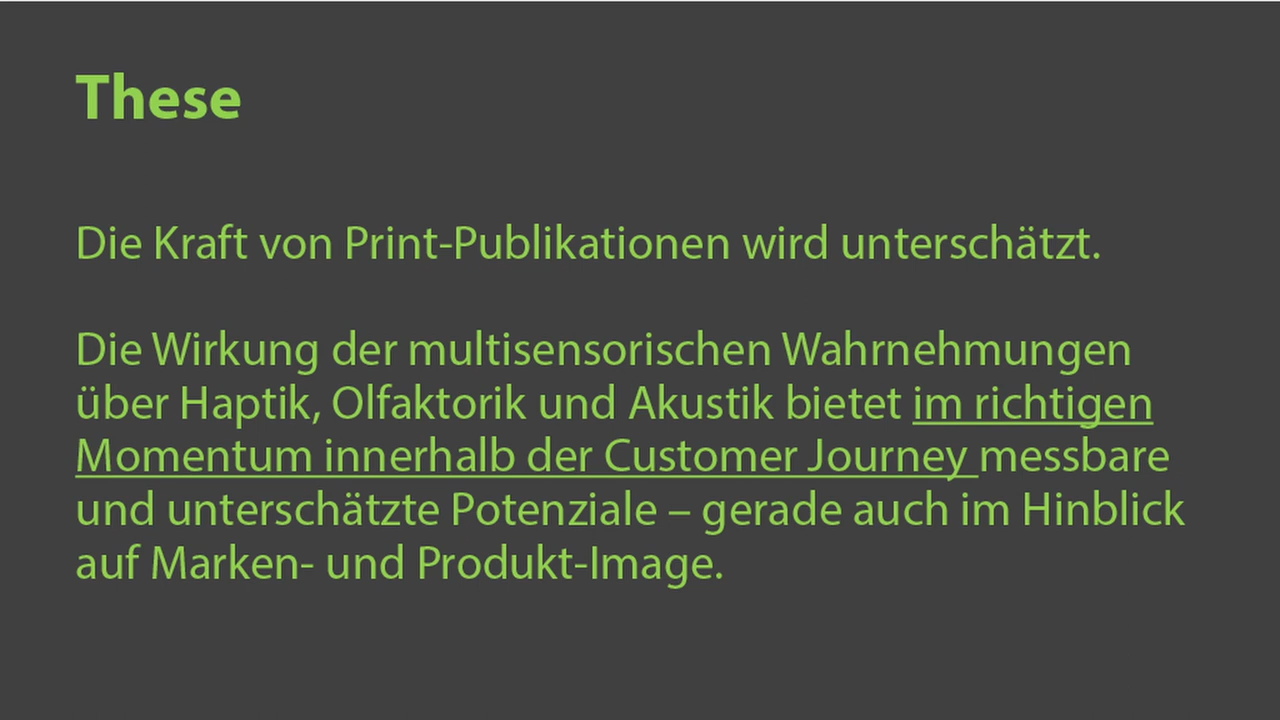 These
Die Kraft von Print-Publikationen wird unterschätzt.
Die Wirkung der multisensorischen Wahrnehmungen
über Haptik, Olfaktorik und Akustik bietet im richtigen
Momentum innerhalb der Customer Journey messbare
und unterschätzte Potenziale – gerade auch im Hinblick
auf Marken- und Produkt-Image.